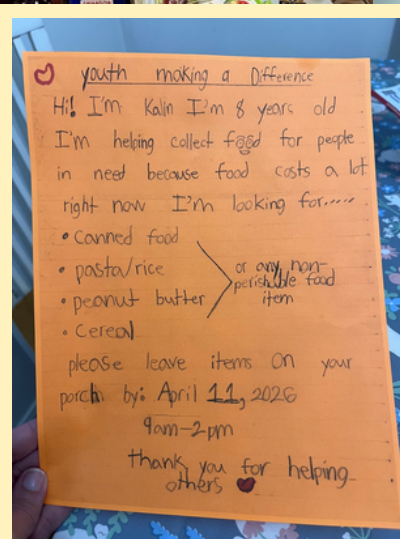 youth making a Difference
Hi! I'm Kalin I'm 8 years old
I'm helping collect food for people
in need because food costs a lot
right now I'm looking for.....
• canned food
• pasta/rice
• peanut butter
• Cereal
or any non-
perishable food
item
please leave items on your
porch by: April 11, 2026
9am-2pm
thank you for helping
others